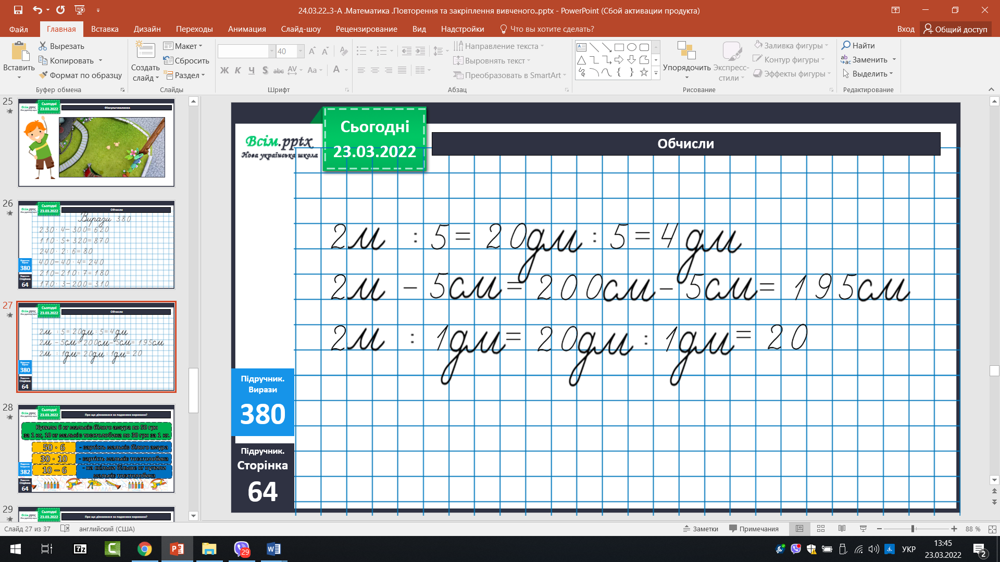 24.03.22..3-А .Математика .Повторення та закріплення вивченого..pptx - PowerPoint (Сбой активации продукта)
Файл Главная Вставка Дизайн Переходы Анимация Слайд-шоу Рецензирование Вид Надстройки Что вы хотите сделать? Вход Общий доступ
Вставить
Вырезать
Копировать
Формат по образцу
Буфер обмена
Создать слайд
Макет
Сбросить
Раздел
Слайды
40
Ж К Ч S abc AV Aa A
Шрифт
Направление текста
Выровнять текст
Преобразовать в SmartArt
Абзац
Упорядочить
Экспресс-стили
Заливка фигуры
Контур фигуры
Эффекты фигуры
Рисование
Найти
Заменить
Выделить
Редактирование
25
Сьогодні
23.03.2022
Фізкультхвилинка
26
Сьогодні
23.03.2022
Обчисли
Вирази 380
230 · 4 – 300 = 620
110 · 5 + 320 = 870
240 · 2 : 6 = 80
400 – 40 · 4 = 240
210 – 210 : 7 = 180
170 · 3 – 200 = 310
Підручник.
Вирази
380
Підручник.
Сторінка
64
27
Сьогодні
23.03.2022
Обчисли
2м : 5 = 20дм : 5 = 4дм
2м – 5см = 200см – 5см = 195см
2м : 1дм = 20дм : 1дм = 20
380
Сторінка
64
28
Сьогодні
23.03.2022
Про що дізнаємося за поданими виразами?
Купили 6 кг мальків білого амура по 50 грн
за 1 кг, 10 кг мальків товстолобика по 30 грн за 1 кг.
50 · 6 - вартість мальків білого амура
30 · 10 - вартість мальків товстолобика
10 – 6 - на скільки більше кг купили
мальків товстолобика
382
Сторінка
64
29
Сьогодні
23.03.2022
Про що дізнаємося за поданими виразами?
Всім.pptx
Нова українська школа
Сьогодні
23.03.2022
Обчисли
2м : 5 = 20дм : 5 = 4дм
2м – 5см = 200см – 5см = 195см
2м : 1дм = 20дм : 1дм = 20
Підручник.
Вирази
380
Підручник.
Сторінка
64
Слайд 27 из 37 английский (США) Заметки Примечания 88 %
7z 29 УКР 13:45
23.03.2022
2